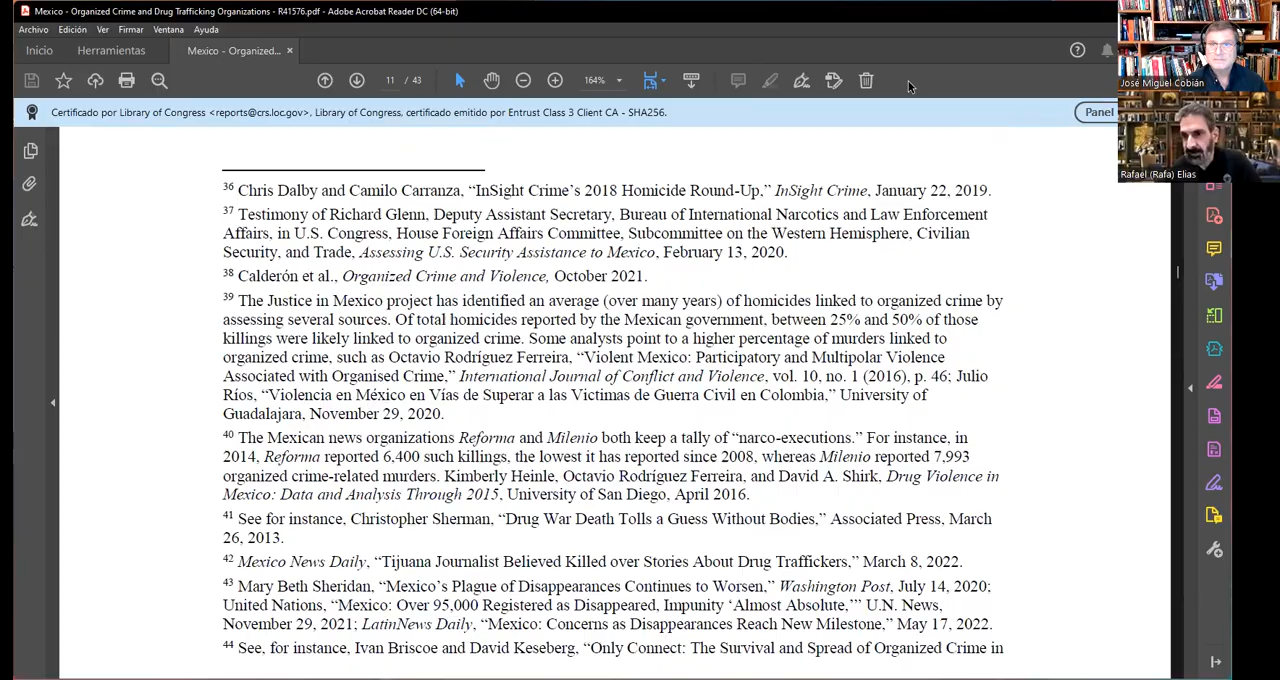 Mexico - Organized Crime and Drug Trafficking Organizations - R41576.pdf - Adobe Acrobat Reader DC (64-bit)
Archivo Edición Ver Firmar Ventana Ayuda
Inicio Herramientas Mexico - Organized... ×
11 / 43 164%
José Miguel Cobián
Certificado por Library of Congress <reports@crs.loc.gov>, Library of Congress, certificado emitido por Entrust Class 3 Client CA - SHA256.
Panel
Rafael (Rafa) Elias
36 Chris Dalby and Camilo Carranza, “InSight Crime’s 2018 Homicide Round-Up,” InSight Crime, January 22, 2019.
37 Testimony of Richard Glenn, Deputy Assistant Secretary, Bureau of International Narcotics and Law Enforcement
Affairs, in U.S. Congress, House Foreign Affairs Committee, Subcommittee on the Western Hemisphere, Civilian
Security, and Trade, Assessing U.S. Security Assistance to Mexico, February 13, 2020.
38 Calderón et al., Organized Crime and Violence, October 2021.
39 The Justice in Mexico project has identified an average (over many years) of homicides linked to organized crime by
assessing several sources. Of total homicides reported by the Mexican government, between 25% and 50% of those
killings were likely linked to organized crime. Some analysts point to a higher percentage of murders linked to
organized crime, such as Octavio Rodríguez Ferreira, “Violent Mexico: Participatory and Multipolar Violence
Associated with Organised Crime,” International Journal of Conflict and Violence, vol. 10, no. 1 (2016), p. 46; Julio
Ríos, “Violencia en México en Vías de Superar a las Victimas de Guerra Civil en Colombia,” University of
Guadalajara, November 29, 2020.
40 The Mexican news organizations Reforma and Milenio both keep a tally of “narco-executions.” For instance, in
2014, Reforma reported 6,400 such killings, the lowest it has reported since 2008, whereas Milenio reported 7,993
organized crime-related murders. Kimberly Heinle, Octavio Rodríguez Ferreira, and David A. Shirk, Drug Violence in
Mexico: Data and Analysis Through 2015, University of San Diego, April 2016.
41 See for instance, Christopher Sherman, “Drug War Death Tolls a Guess Without Bodies,” Associated Press, March
26, 2013.
42 Mexico News Daily, “Tijuana Journalist Believed Killed over Stories About Drug Traffickers,” March 8, 2022.
43 Mary Beth Sheridan, “Mexico’s Plague of Disappearances Continues to Worsen,” Washington Post, July 14, 2020;
United Nations, “Mexico: Over 95,000 Registered as Disappeared, Impunity ‘Almost Absolute,’” U.N. News,
November 29, 2021; LatinNews Daily, “Mexico: Concerns as Disappearances Reach New Milestone,” May 17, 2022.
44 See, for instance, Ivan Briscoe and David Keseberg, “Only Connect: The Survival and Spread of Organized Crime in